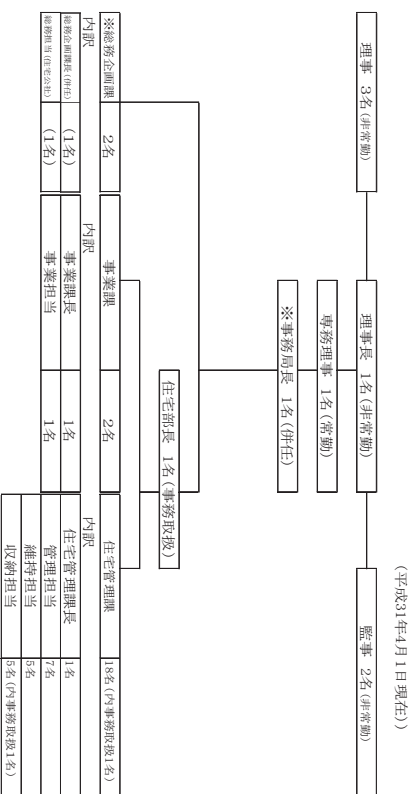 (平成31年4月1日現在))
理事 3名(非常勤)
理事長 1名(非常勤)
監事 2名(非常勤)
専務理事 1名(常勤)
※事務局長 1名(併任)
住宅部長 1名(事務取扱)
※総務企画課 2名
内訳
総務企画課長(併任) (1名)
総務担当(住宅公社) (1名)
事業課 2名
内訳
事業課長 1名
事業担当 1名
住宅管理課 18名(内事務取扱1名)
内訳
住宅管理課長 1名
管理担当 7名
維持担当 5名
収納担当 5名(内事務取扱1名)